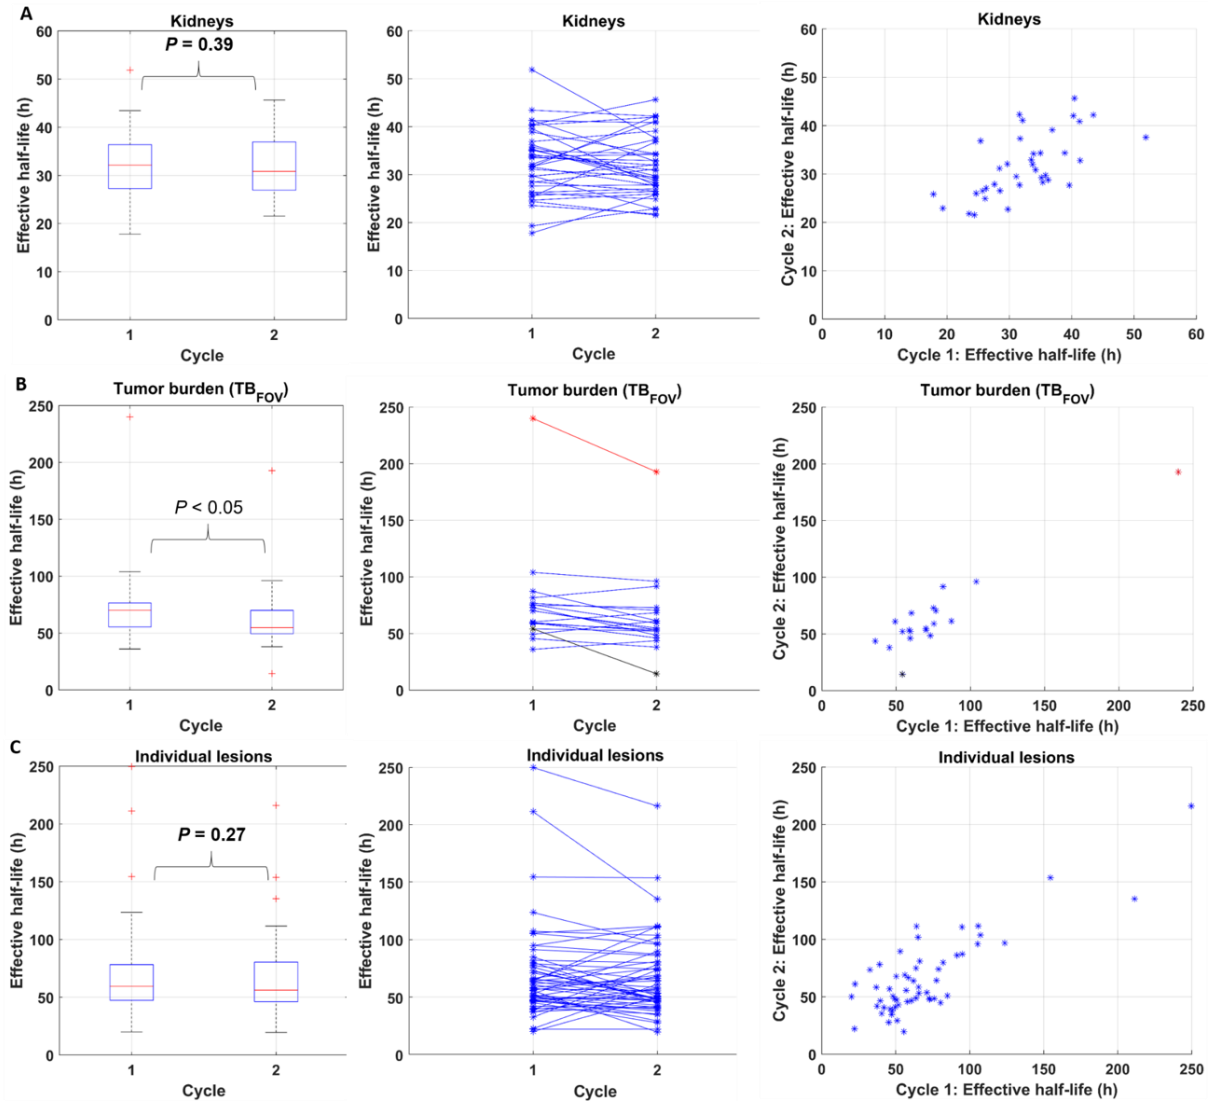 A
Kidneys
P = 0.39
Effective half-life (h)
60
50
40
30
20
10
0
1
2
Cycle
Kidneys
Effective half-life (h)
60
50
40
30
20
10
0
1
2
Cycle
Kidneys
Cycle 2: Effective half-life (h)
60
50
40
30
20
10
0
0 10 20 30 40 50 60
Cycle 1: Effective half-life (h)
B
Tumor burden (TBFOV)
P < 0.05
Effective half-life (h)
250
200
150
100
50
0
1
2
Cycle
Tumor burden (TBFOV)
Effective half-life (h)
250
200
150
100
50
0
1
2
Cycle
Tumor burden (TBFOV)
Cycle 2: Effective half-life (h)
250
200
150
100
50
0
0 50 100 150 200 250
Cycle 1: Effective half-life (h)
C
Individual lesions
P = 0.27
Effective half-life (h)
250
200
150
100
50
0
1
2
Cycle
Individual lesions
Effective half-life (h)
250
200
150
100
50
0
1
2
Cycle
Individual lesions
Cycle 2: Effective half-life (h)
250
200
150
100
50
0
0 50 100 150 200 250
Cycle 1: Effective half-life (h)